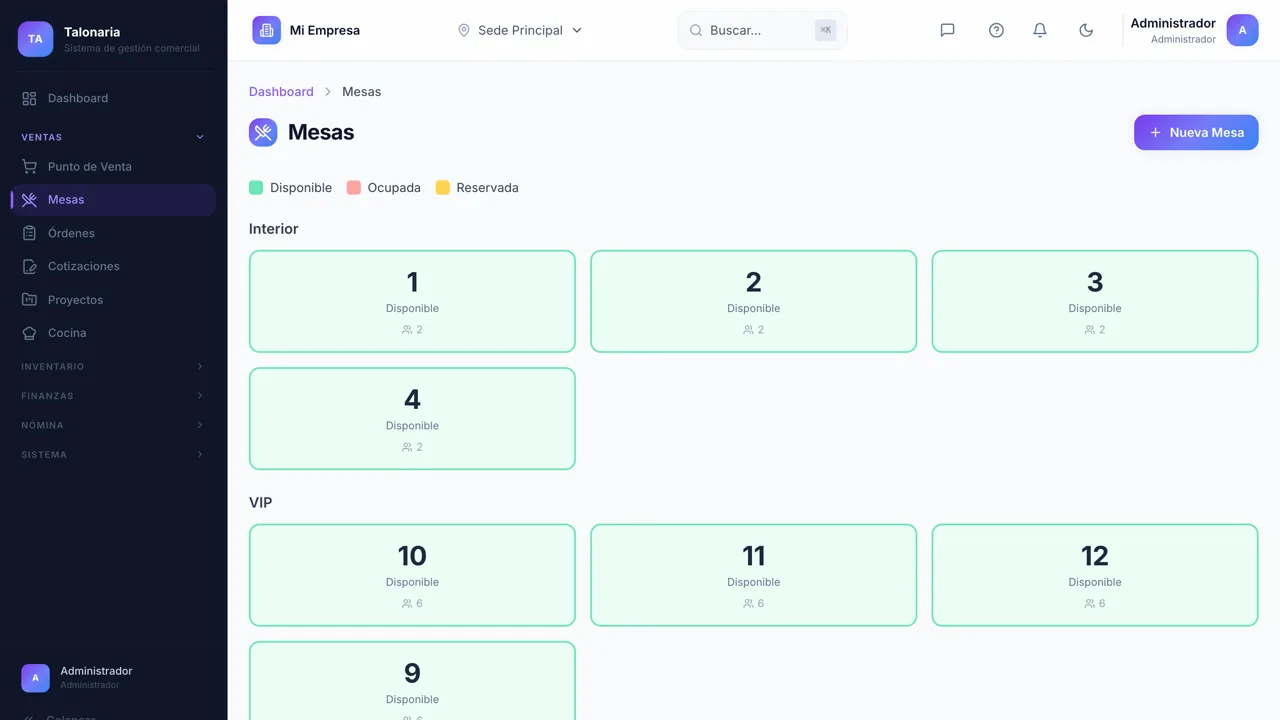 TA
Talonaria
Sistema de gestión comercial
Dashboard
VENTAS
Punto de Venta
Mesas
Órdenes
Cotizaciones
Proyectos
Cocina
INVENTARIO
FINANZAS
NÓMINA
SISTEMA
A
Administrador
Administrador
Colapsar
Mi Empresa
Sede Principal
Buscar...
⌘K
Administrador
Administrador
A
Dashboard > Mesas
Mesas
+ Nueva Mesa
Disponible Ocupada Reservada
Interior
1
Disponible
2
2
Disponible
2
3
Disponible
2
4
Disponible
2
VIP
10
Disponible
6
11
Disponible
6
12
Disponible
6
9
Disponible
6